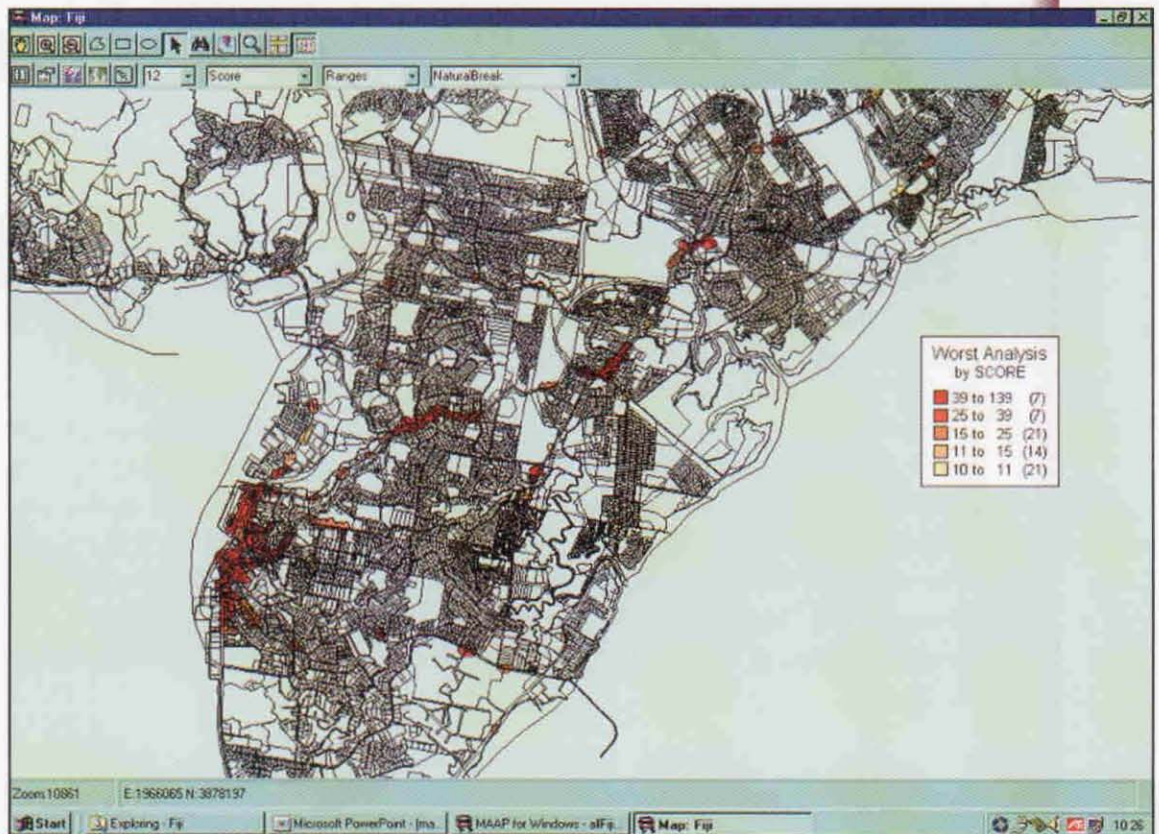 Map: Fiji
12 Score Ranges NaturalBreak
Worst Analysis
by SCORE
39 to 139 (7)
25 to 39 (7)
15 to 25 (21)
11 to 15 (14)
10 to 11 (21)
Zoom:10861 E:1966065 N:3878197
Start Exploring - Fiji Microsoft PowerPoint - [ma... MAAP for Windows - allFij... Map: Fiji 10:26